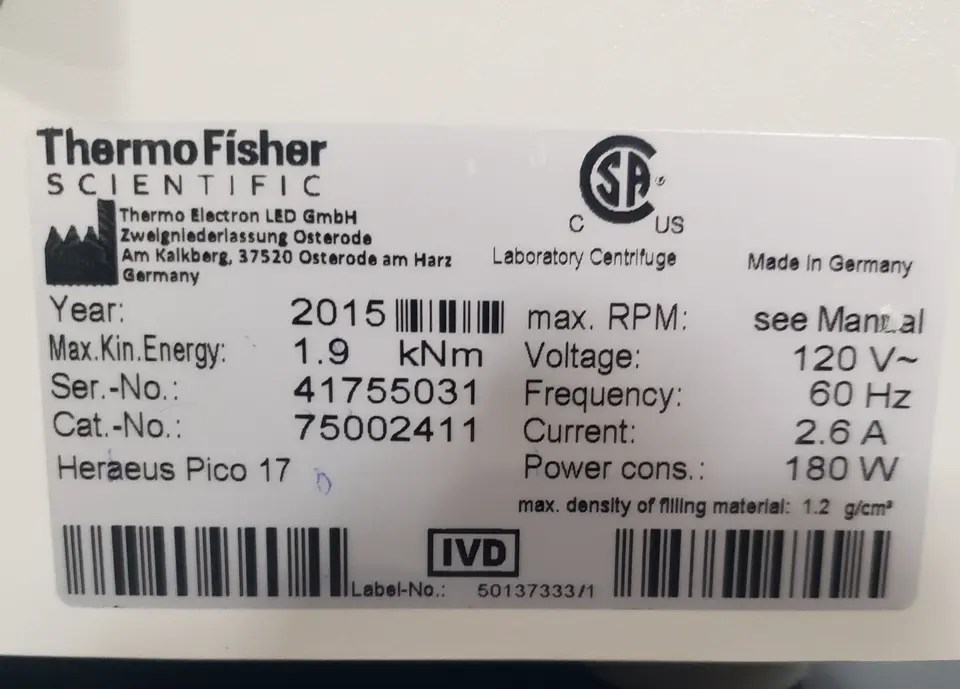 ThermoFisher
SCIENTIFIC
Thermo Electron LED GmbH
Zweigniederlassung Osterode
Am Kalkberg, 37520 Osterode am Harz
Germany
CSA
C US
Laboratory Centrifuge
Made in Germany
Year: 2015
Max.Kin.Energy: 1.9 kNm
Ser.-No.: 41755031
Cat.-No.: 75002411
Heraeus Pico 17
max. RPM: see Manual
Voltage: 120 V~
Frequency: 60 Hz
Current: 2.6 A
Power cons.: 180 W
max. density of filling material: 1.2 g/cm³
IVD
Label-No.: 50137333/1